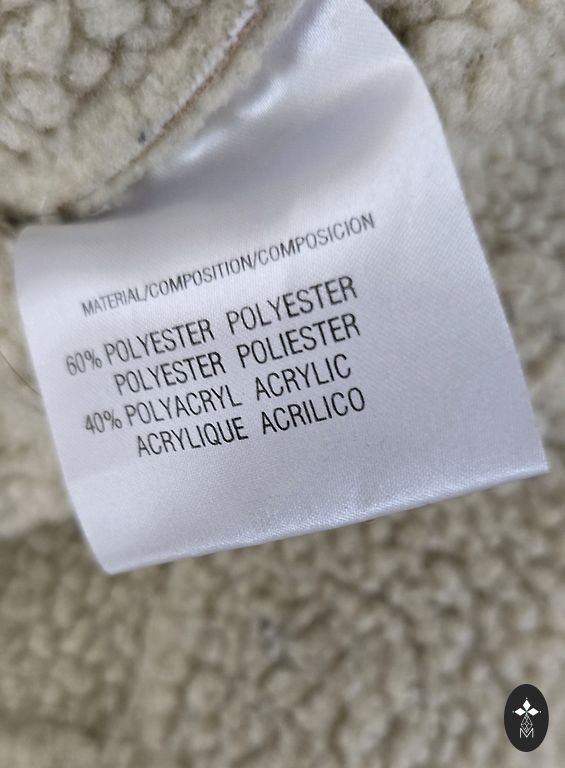 MATERIAL/COMPOSITION/COMPOSICION
60% POLYESTER POLYESTER
POLYESTER POLIESTER
40% POLYACRYL ACRYLIC
ACRYLIQUE ACRILICO
M